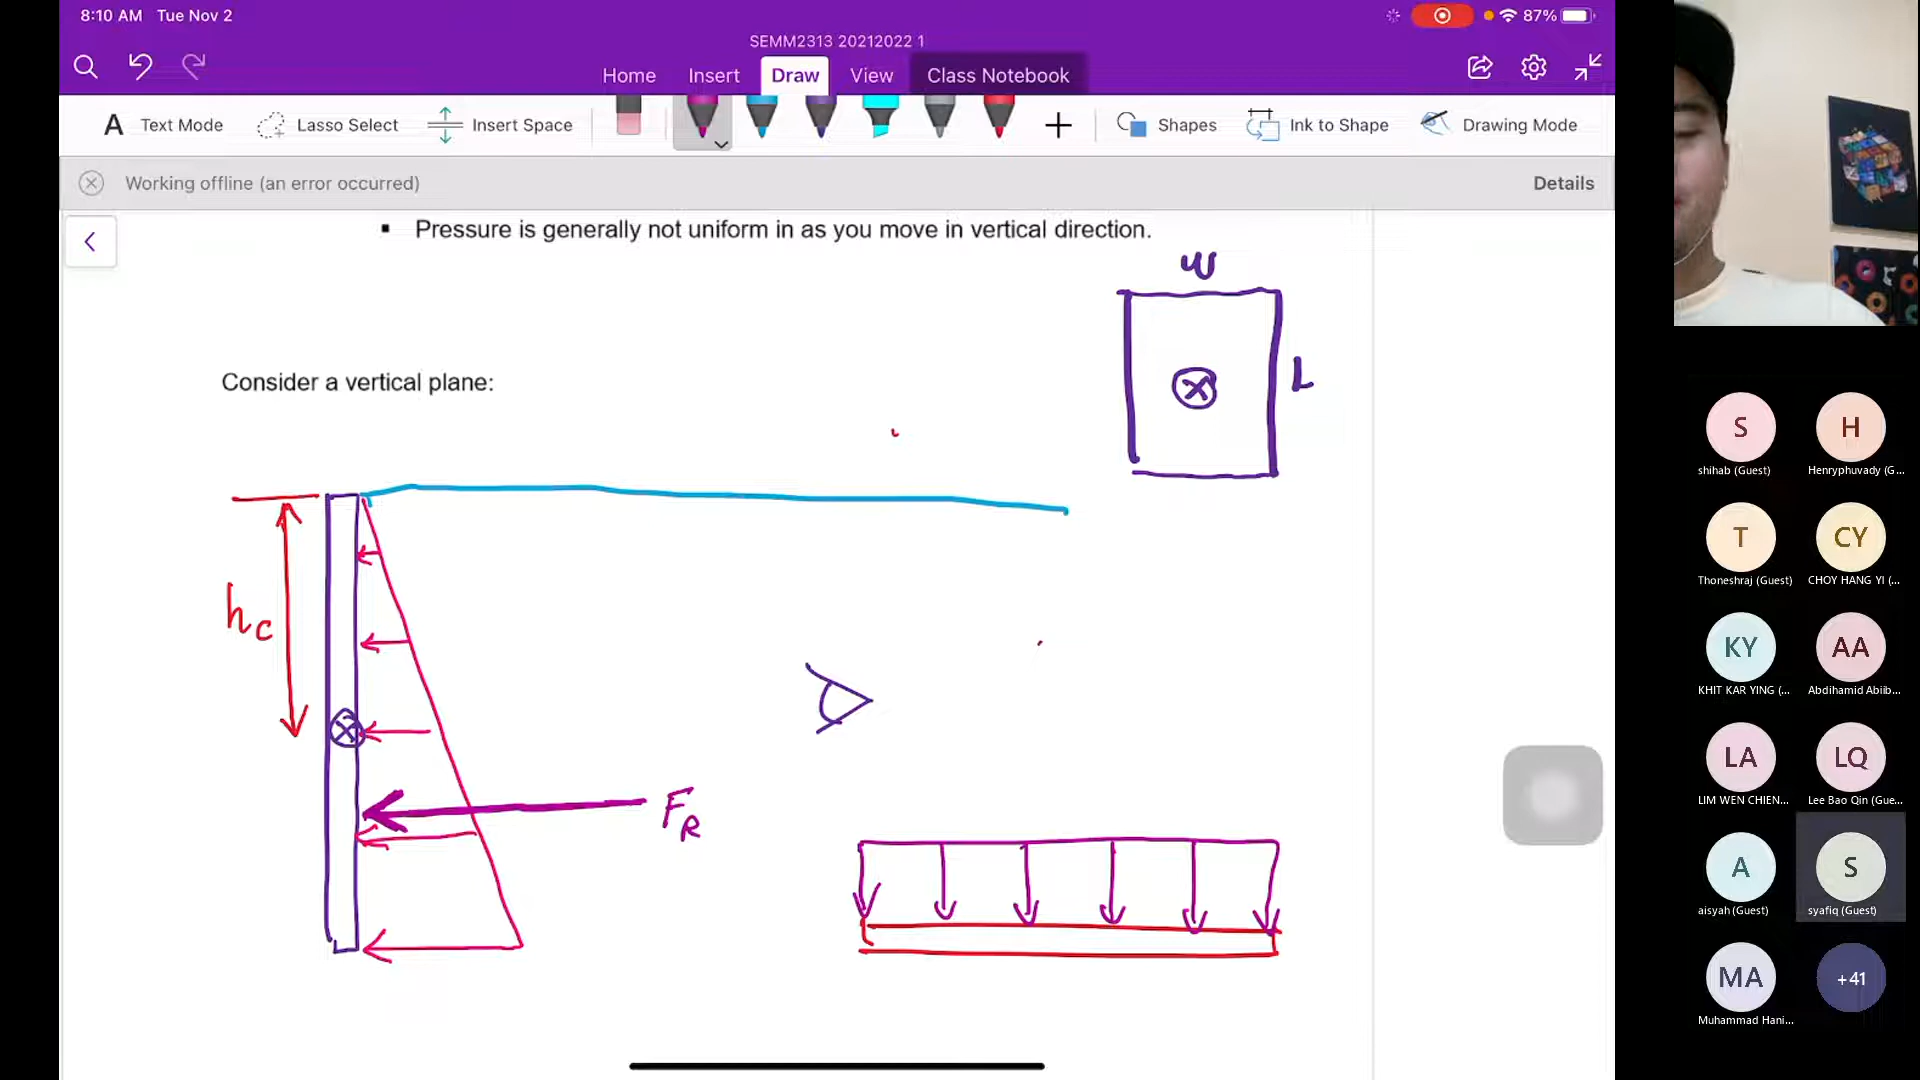 8:10 AM Tue Nov 2
87%
SEMM2313 20212022 1
Home Insert Draw View Class Notebook
A Text Mode Lasso Select Insert Space Shapes Ink to Shape Drawing Mode
Working offline (an error occurred) Details
▪ Pressure is generally not uniform in as you move in vertical direction.
w
L
Consider a vertical plane:
hc
FR
S H
shihab (Guest) Henryphuvady (G...
T CY
Thoneshraj (Guest) CHOY HANG YI (...
KY AA
KHIT KAR YING (... Abdihamid Abiib...
LA LQ
LIM WEN CHIEN... Lee Bao Qin (Gue...
A S
aisyah (Guest) syafiq (Guest)
MA +41
Muhammad Hani...